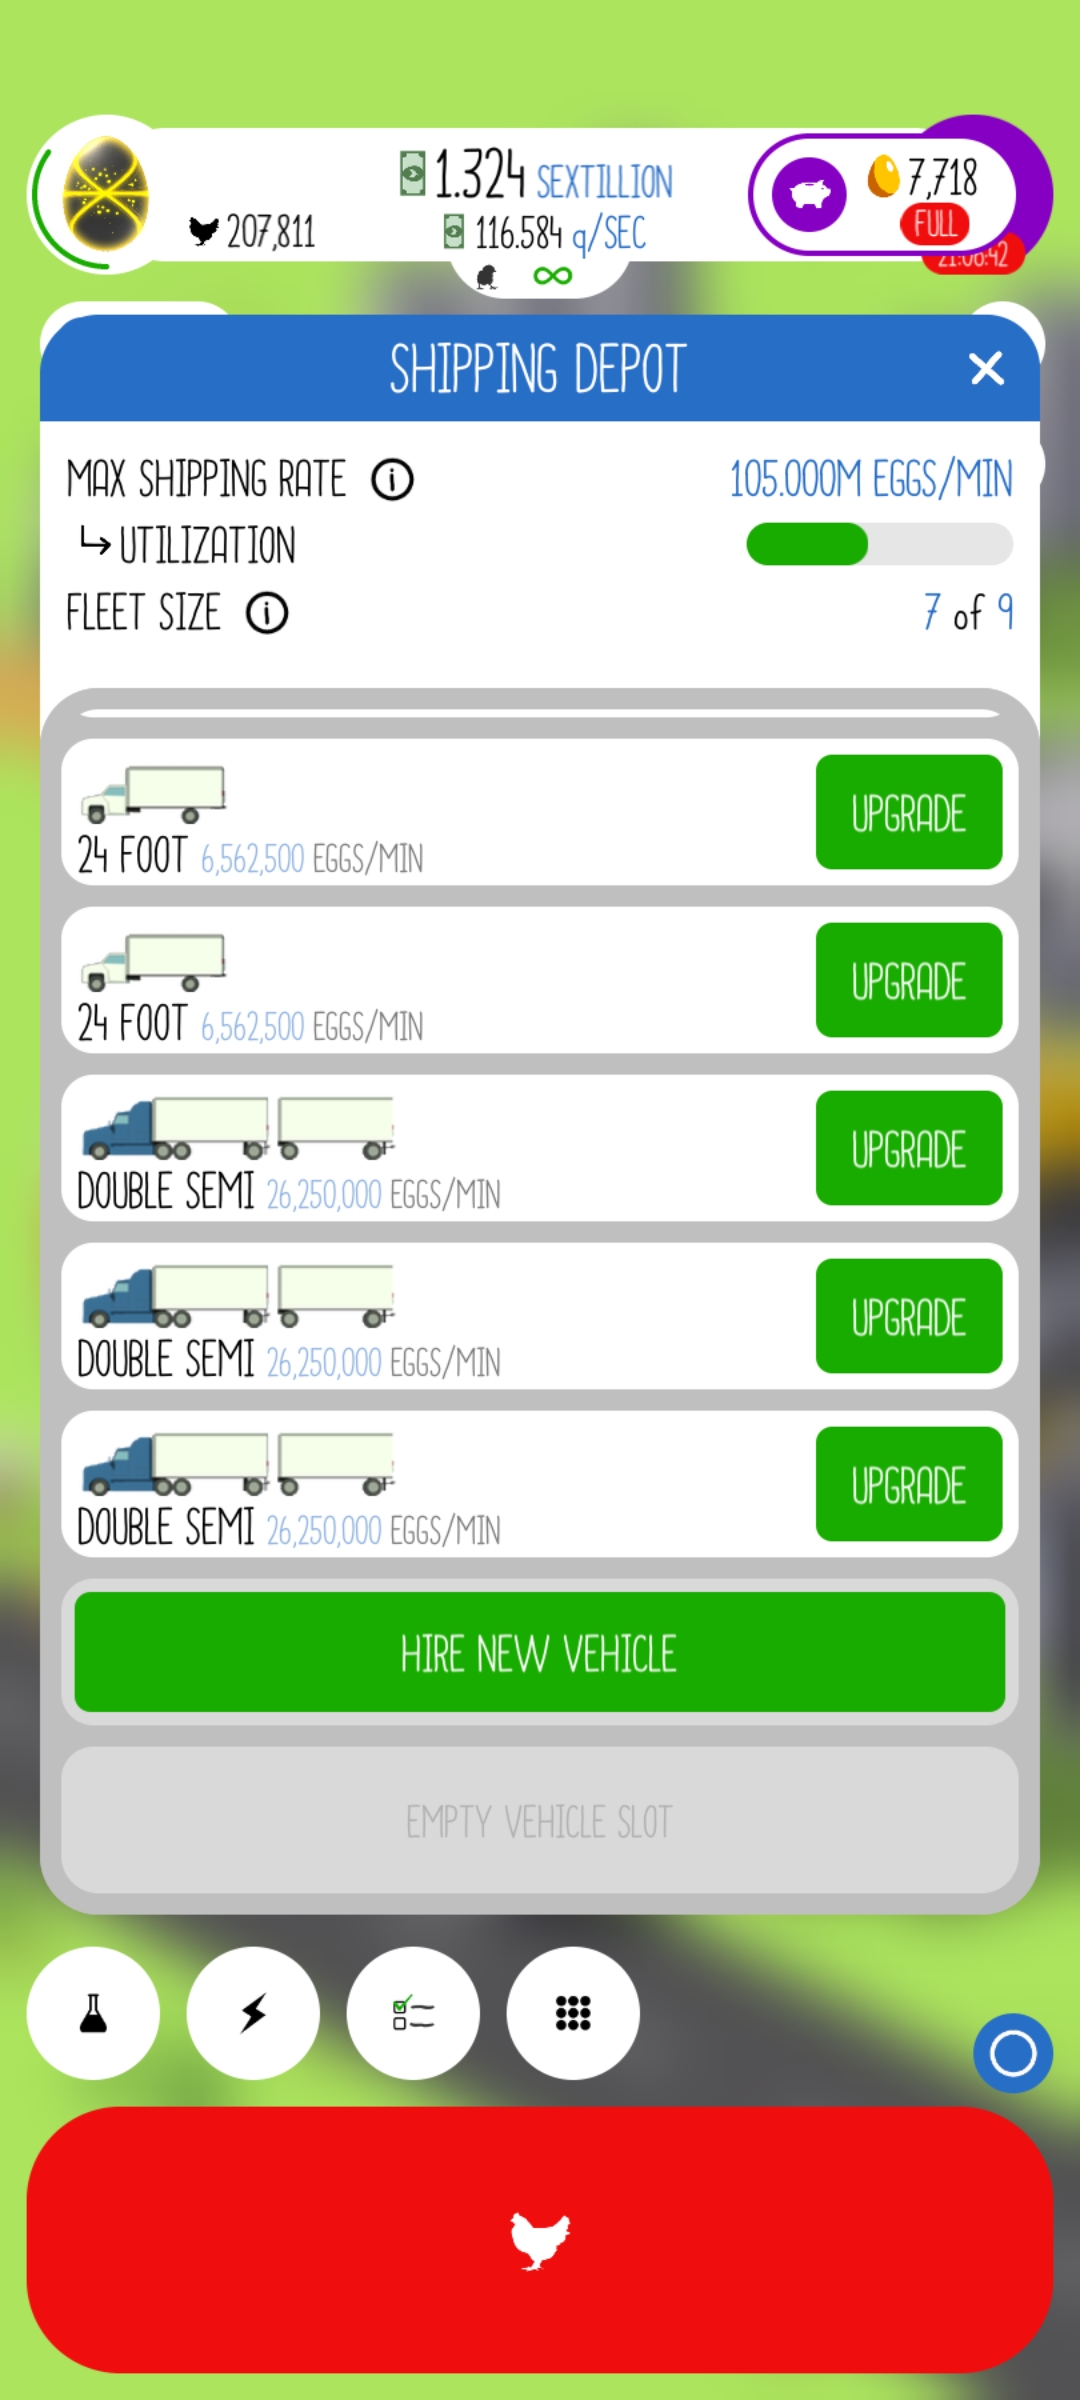 1.324 SEXTILLION
7,718
207,811
116.584 q/SEC
FULL
21:06:42
SHIPPING DEPOT
MAX SHIPPING RATE
105.000M EGGS/MIN
UTILIZATION
FLEET SIZE
7 of 9
UPGRADE
24 FOOT 6,562,500 EGGS/MIN
UPGRADE
24 FOOT 6,562,500 EGGS/MIN
UPGRADE
DOUBLE SEMI 26,250,000 EGGS/MIN
UPGRADE
DOUBLE SEMI 26,250,000 EGGS/MIN
UPGRADE
DOUBLE SEMI 26,250,000 EGGS/MIN
HIRE NEW VEHICLE
EMPTY VEHICLE SLOT